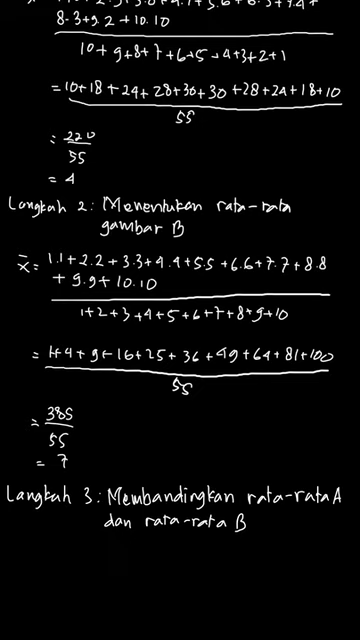 8.3+9.2+10.10
10+9+8+7+6+5+4+3+2+1
= 10+18+24+28+30+30+28+24+18+10
55
= 220
55
= 4
Langkah 2: Menentukan rata-rata
gambar B
x̄ = 1.1+2.2+3.3+4.4+5.5+6.6+7.7+8.8
+9.9+10.10
1+2+3+4+5+6+7+8+9+10
= 1+4+9+16+25+36+49+64+81+100
55
= 385
55
= 7
Langkah 3: Membandingkan rata-rata A
dan rata-rata B